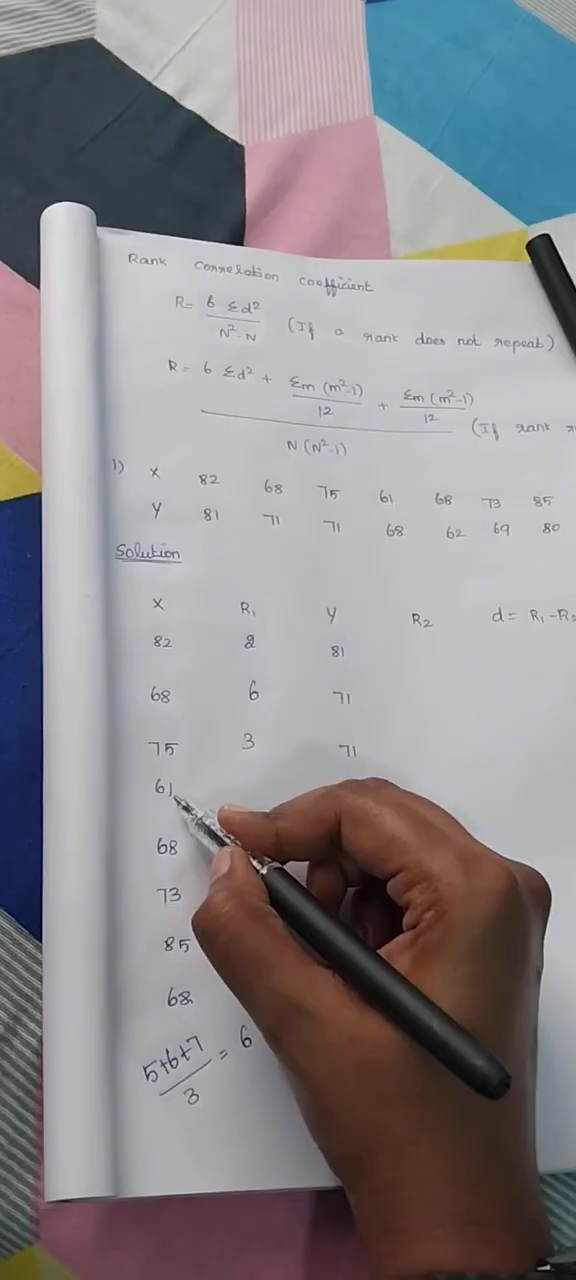 Rank Correlation coefficient
R= 6 Σd² / N²-N (If a rank does not repeat)
R= 6 Σd² + Σm(m²-1) / 12 + Σm(m²-1) / 12 / N(N²-1) (If rank
1) X 82 68 75 61 68 73 85
Y 81 71 71 68 62 69 80
Solution
X R₁ Y R₂ d= R₁-R₂
82 2 81
68 6 71
75 3 71
61
68
73
85
68
5+6+7 / 3 = 6